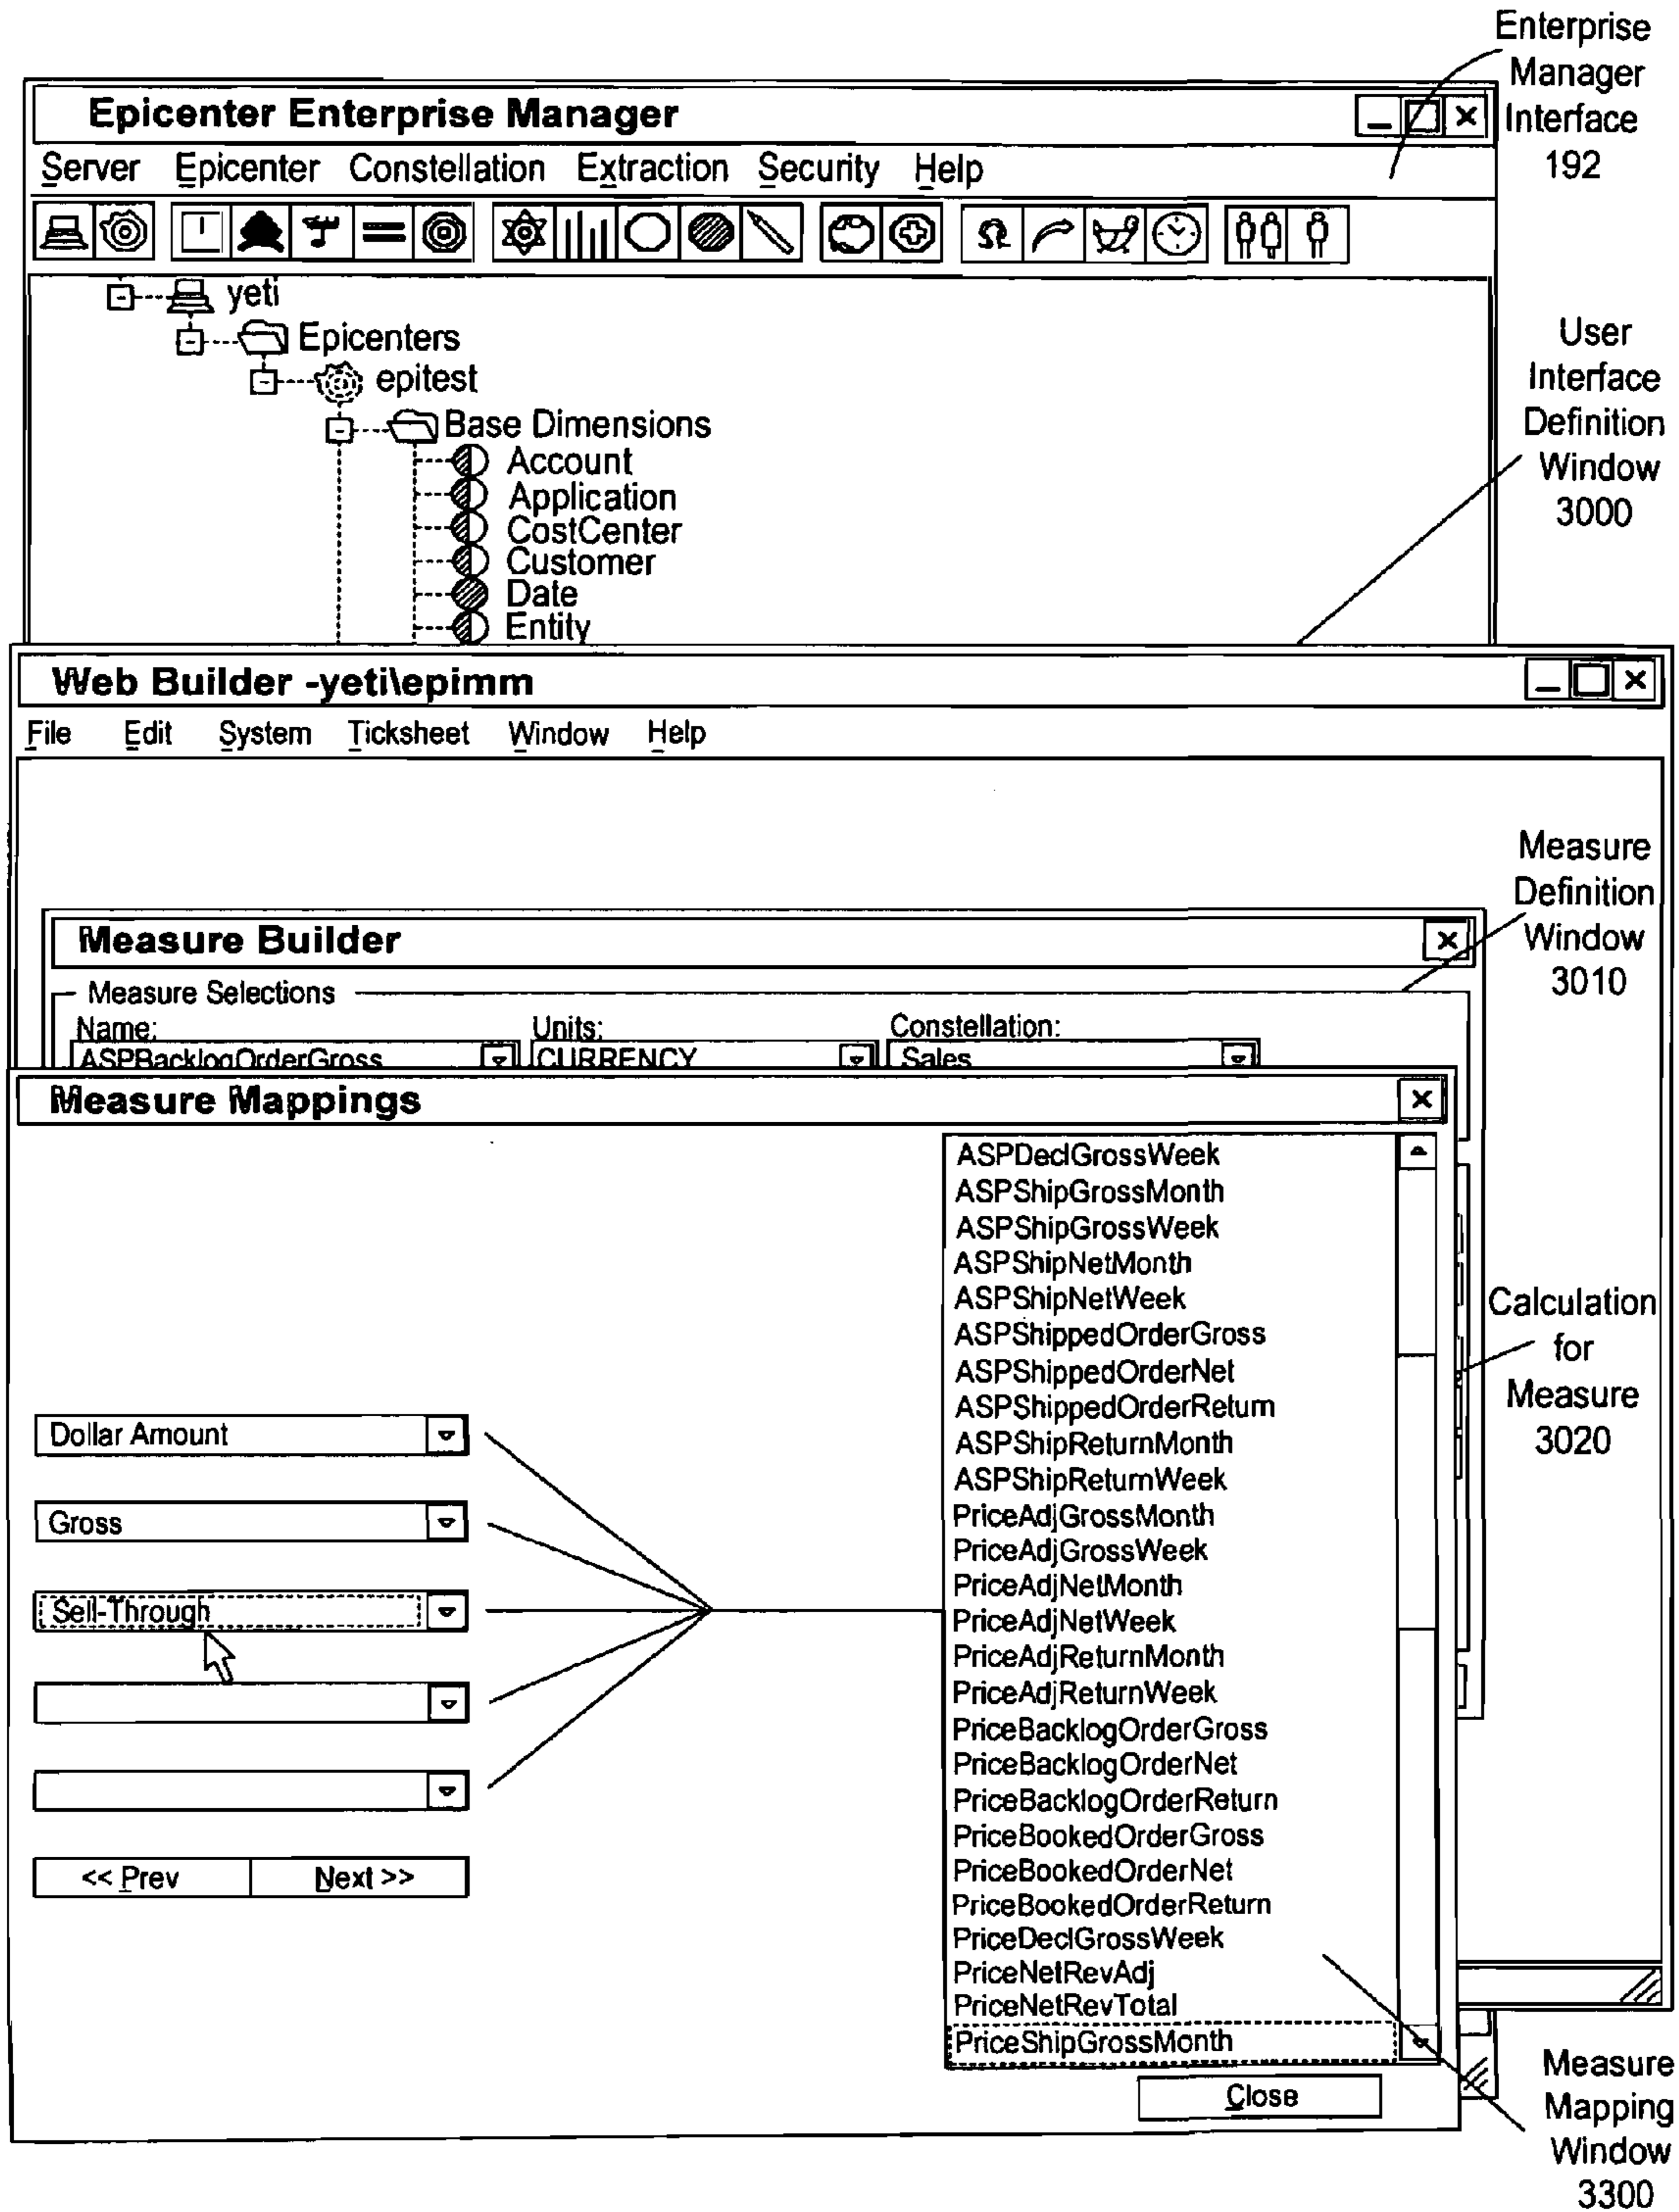 Enterprise
Manager
Interface
192
Epicenter Enterprise Manager
Server Epicenter Constellation Extraction Security Help
yeti
Epicenters
epitest
Base Dimensions
Account
Application
CostCenter
Customer
Date
Entity
User
Interface
Definition
Window
3000
Web Builder -yeti\epimm
File Edit System Ticksheet Window Help
Measure
Definition
Window
3010
Measure Builder
Measure Selections
Name: Units: Constellation:
ASPBacklogOrderGross CURRENCY Sales
Measure Mappings
ASPDeclGrossWeek
ASPShipGrossMonth
ASPShipGrossWeek
ASPShipNetMonth
ASPShipNetWeek
ASPShippedOrderGross
ASPShippedOrderNet
ASPShippedOrderReturn
ASPShipReturnMonth
ASPShipReturnWeek
PriceAdjGrossMonth
PriceAdjGrossWeek
PriceAdjNetMonth
PriceAdjNetWeek
PriceAdjReturnMonth
PriceAdjReturnWeek
PriceBacklogOrderGross
PriceBacklogOrderNet
PriceBacklogOrderReturn
PriceBookedOrderGross
PriceBookedOrderNet
PriceBookedOrderReturn
PriceDeclGrossWeek
PriceNetRevAdj
PriceNetRevTotal
PriceShipGrossMonth
Dollar Amount
Gross
Sell-Through
<< Prev Next >>
Close
Calculation
for
Measure
3020
Measure
Mapping
Window
3300